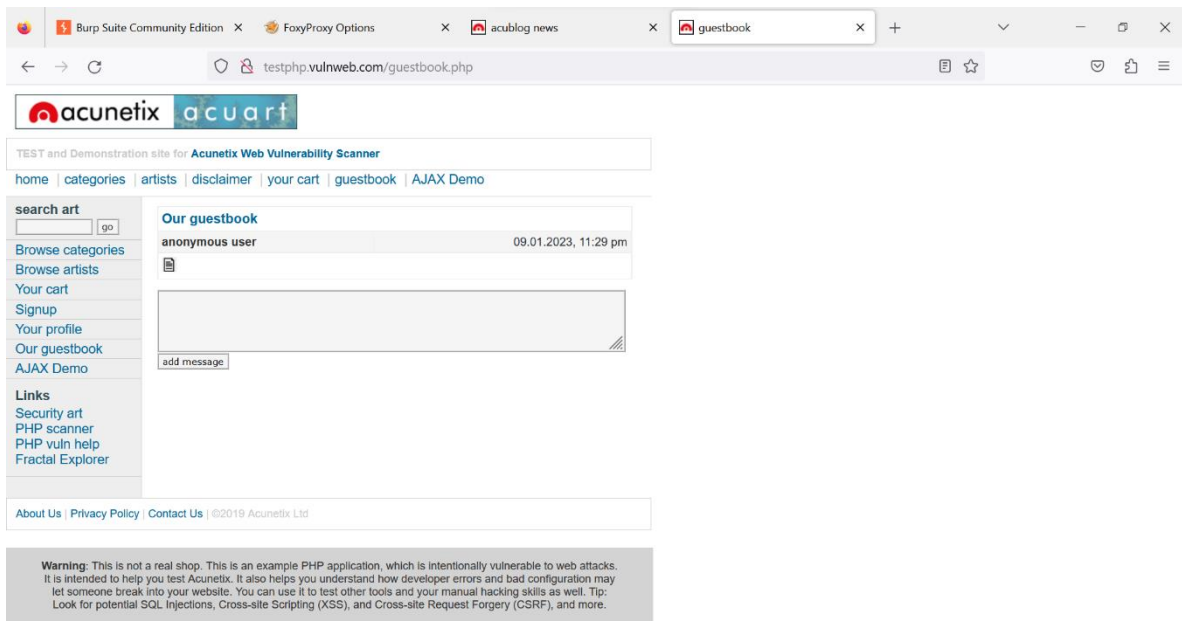 Burp Suite Community Edition
FoxyProxy Options
acublog news
guestbook
testphp.vulnweb.com/guestbook.php
acunetix acuart
TEST and Demonstration site for Acunetix Web Vulnerability Scanner
home | categories | artists | disclaimer | your cart | guestbook | AJAX Demo
search art
go
Browse categories
Browse artists
Your cart
Signup
Your profile
Our guestbook
AJAX Demo
Links
Security art
PHP scanner
PHP vuln help
Fractal Explorer
Our guestbook
anonymous user 09.01.2023, 11:29 pm
add message
About Us | Privacy Policy | Contact Us | ©2019 Acunetix Ltd
Warning: This is not a real shop. This is an example PHP application, which is intentionally vulnerable to web attacks.
It is intended to help you test Acunetix. It also helps you understand how developer errors and bad configuration may
let someone break into your website. You can use it to test other tools and your manual hacking skills as well. Tip:
Look for potential SQL Injections, Cross-site Scripting (XSS), and Cross-site Request Forgery (CSRF), and more.